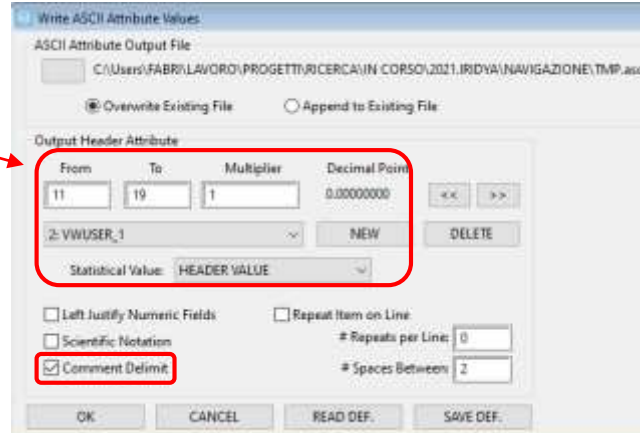 Write ASCII Attribute Values
ASCII Attribute Output File
C:\Users\FABRI\LAVORO\PROGETTI\RICERCA\IN CORSO\2021.IRIDYA\NAVIGAZIONE\TMP.asc
Overwrite Existing File Append to Existing File
Output Header Attribute
From To Multiplier Decimal Point
11 19 1 0.00000000 << >>
2: VWUSER_1 NEW DELETE
Statistical Value: HEADER VALUE
Left Justify Numeric Fields Repeat Item on Line
Scientific Notation # Repeats per Line: 0
Comment Delimit # Spaces Between: 2
OK CANCEL READ DEF. SAVE DEF.